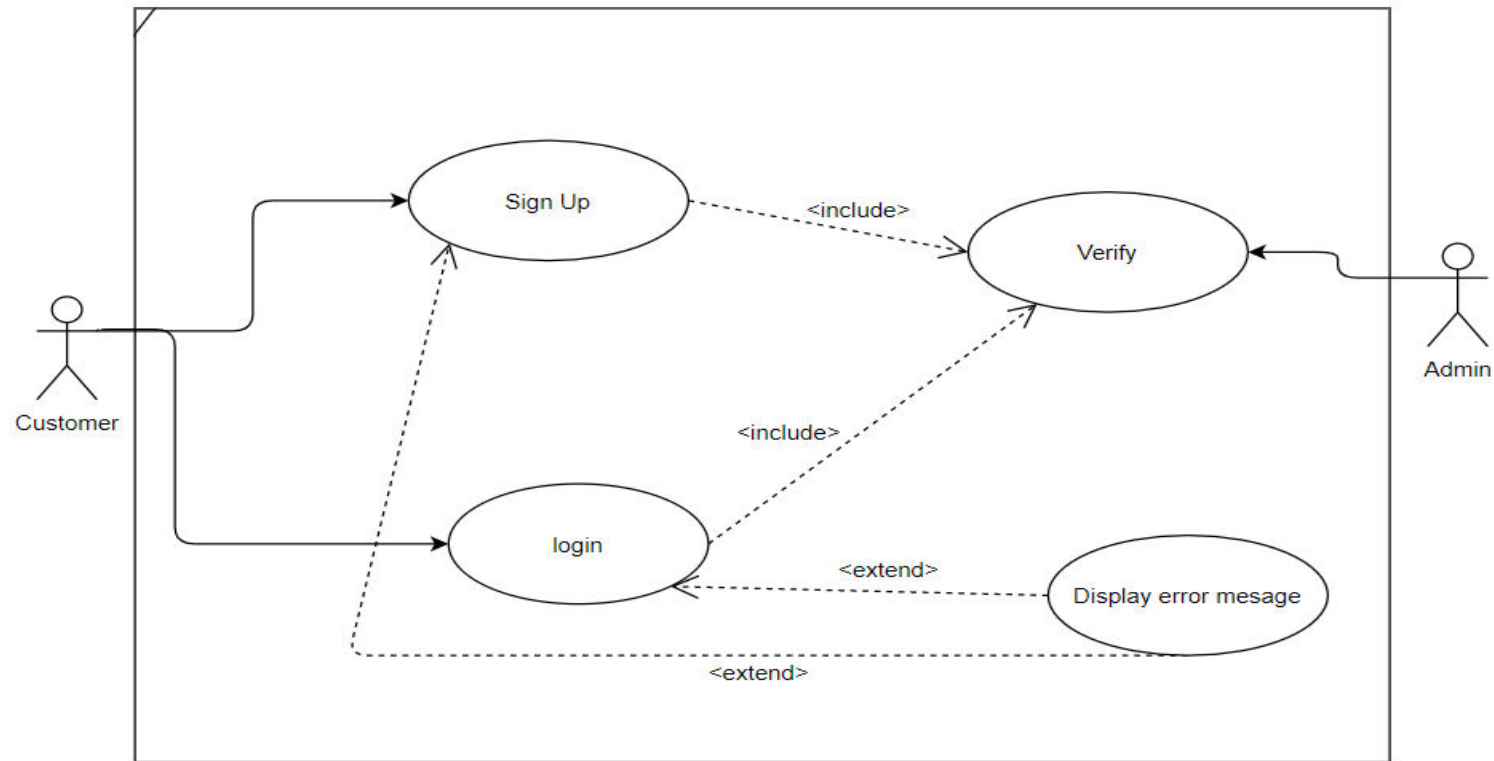 Sign Up
<include>
Verify
Admin
Customer
<include>
login
<extend>
Display error mesage
<extend>